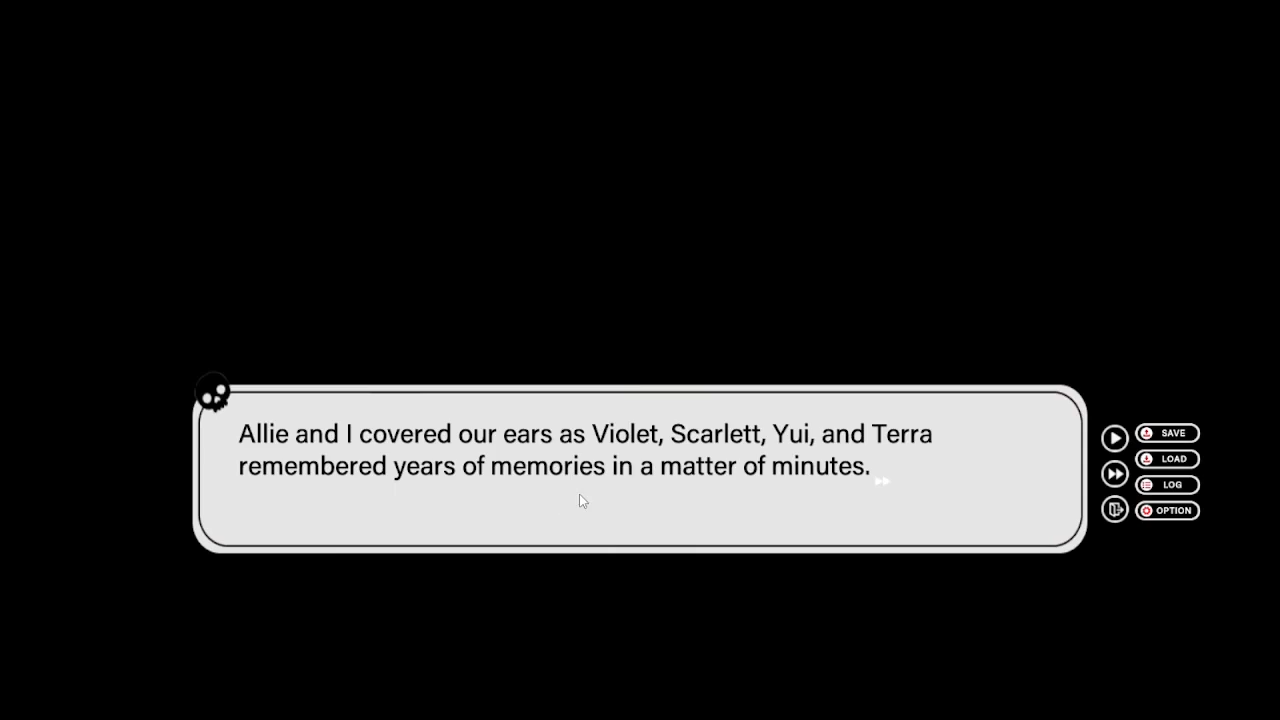 Allie and I covered our ears as Violet, Scarlett, Yui, and Terra
remembered years of memories in a matter of minutes.
SAVE
LOAD
LOG
OPTION